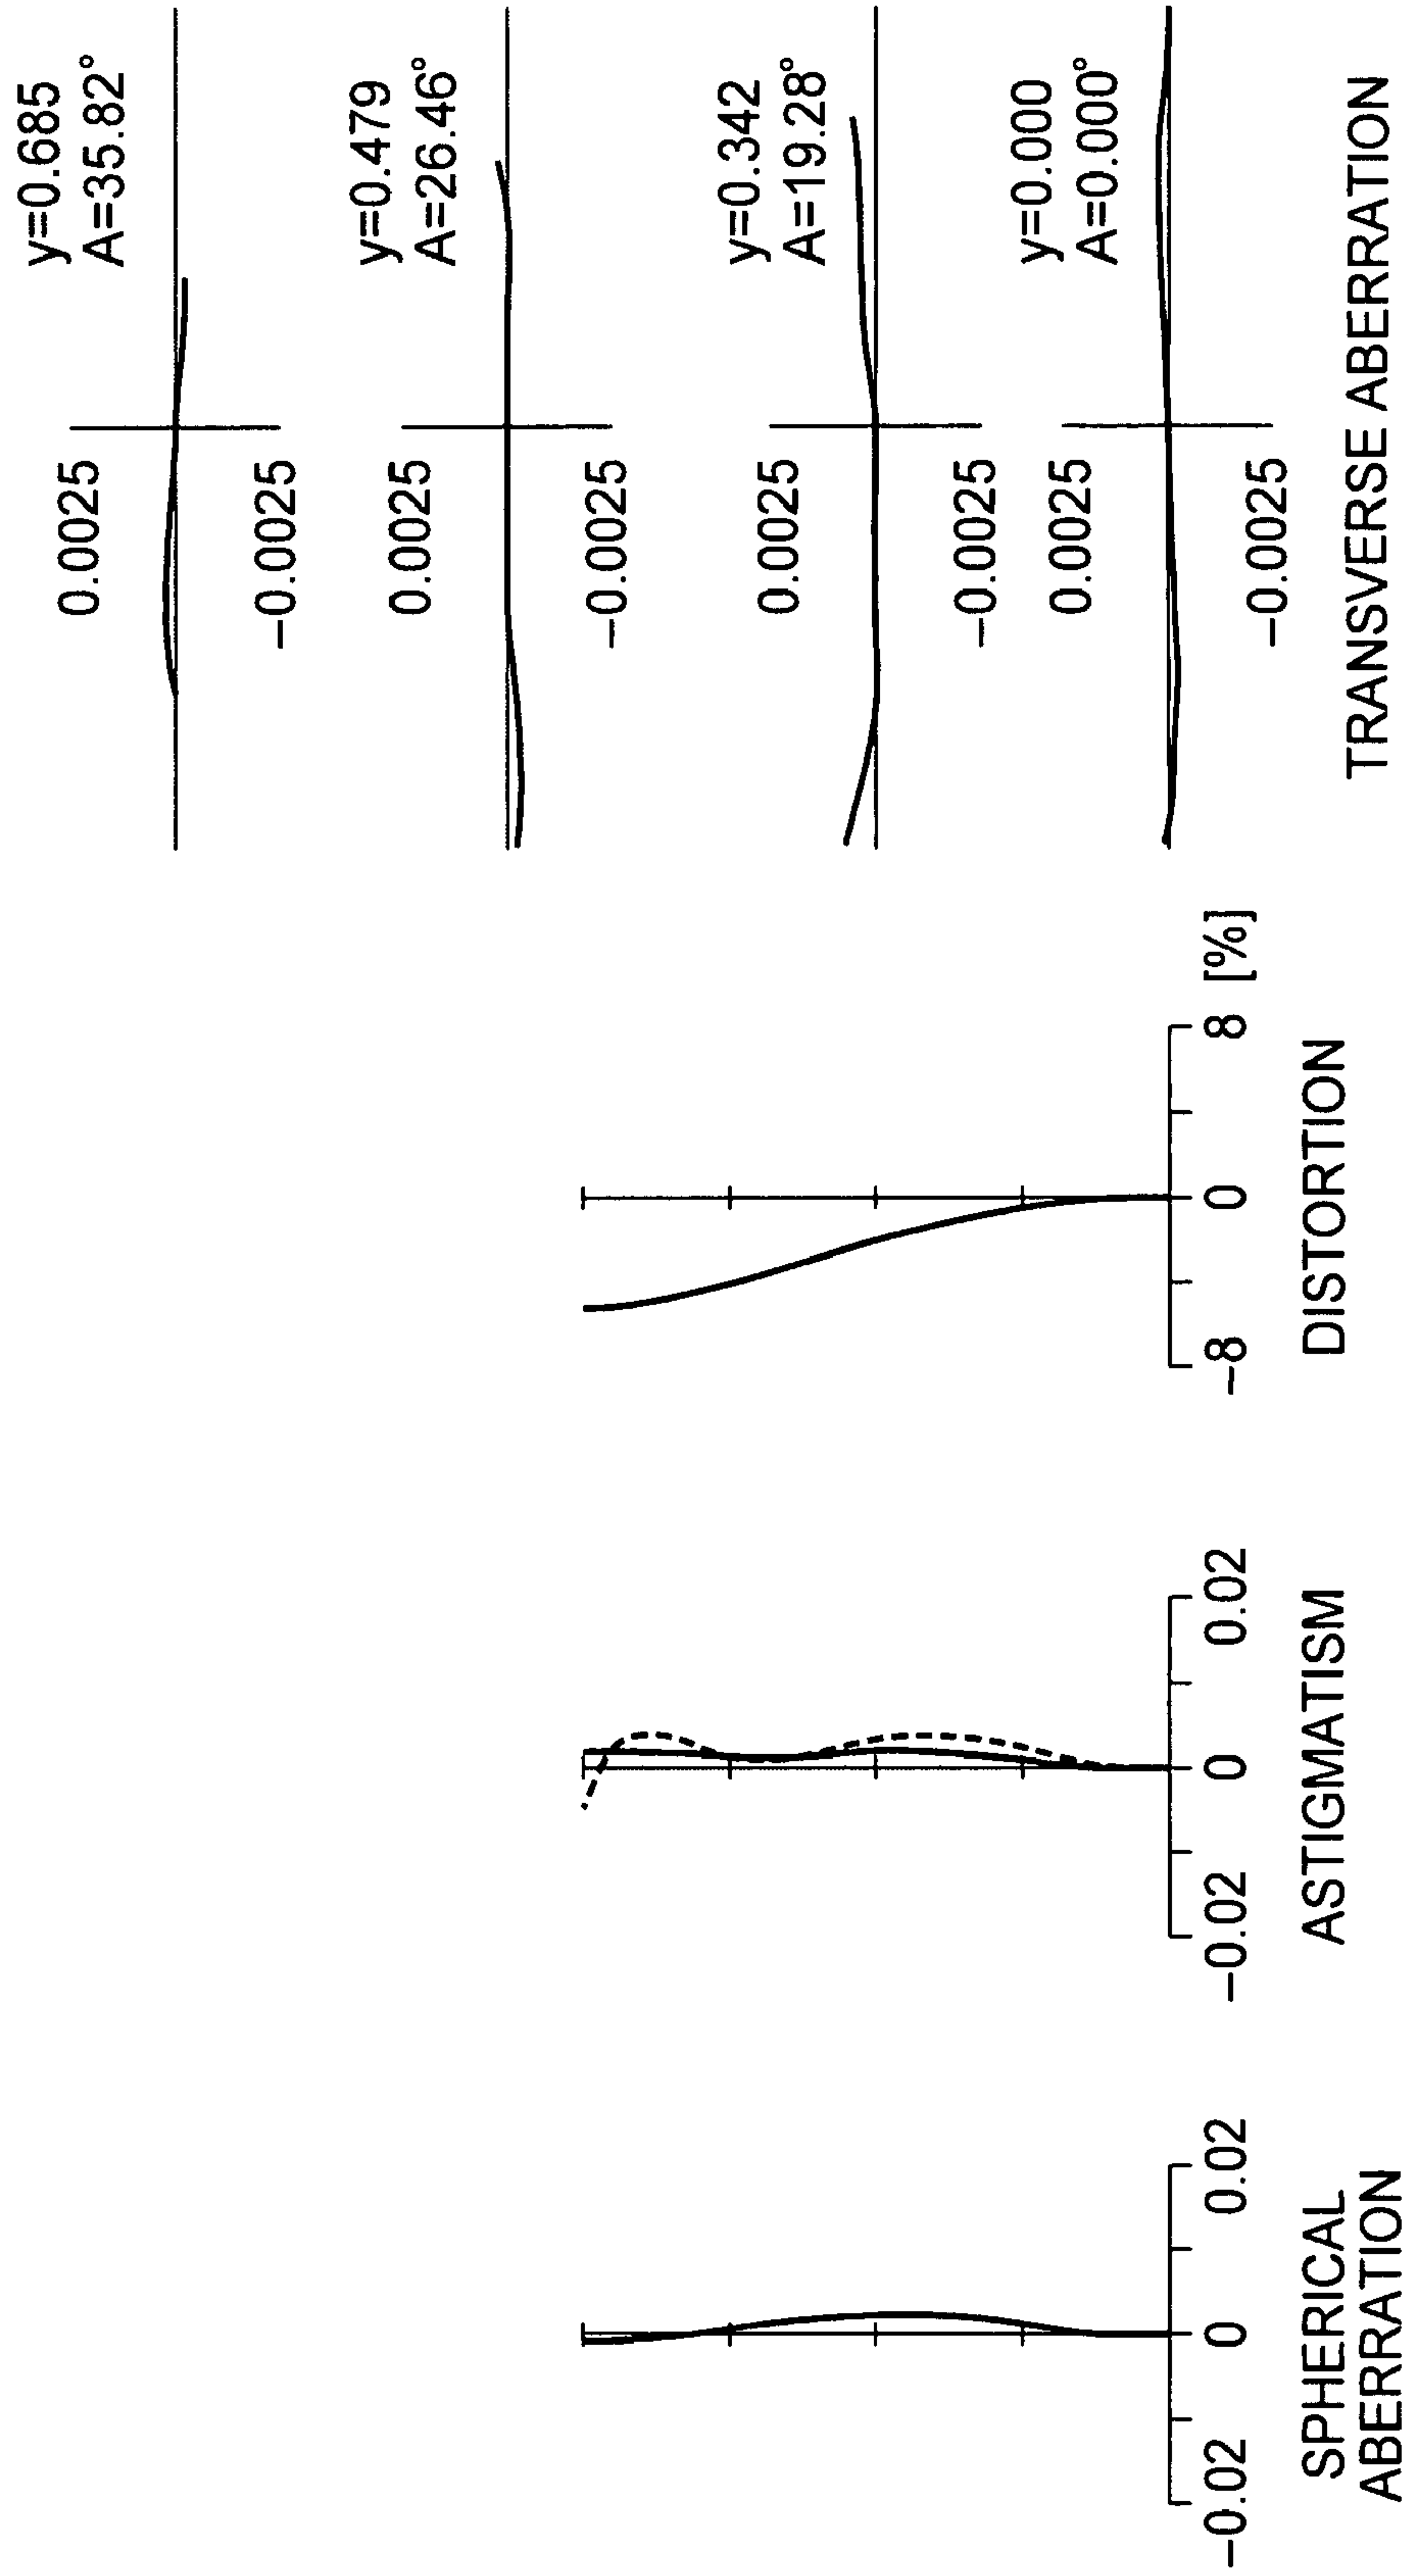 −0.02
0
0.02
SPHERICAL
ABERRATION
−0.02
0
0.02
ASTIGMATISM
−8
0
8
[%]
DISTORTION
y=0.685
A=35.82°
0.0025
−0.0025
y=0.479
A=26.46°
0.0025
−0.0025
y=0.342
A=19.28°
0.0025
−0.0025
y=0.000
A=0.000°
0.0025
−0.0025
TRANSVERSE ABERRATION